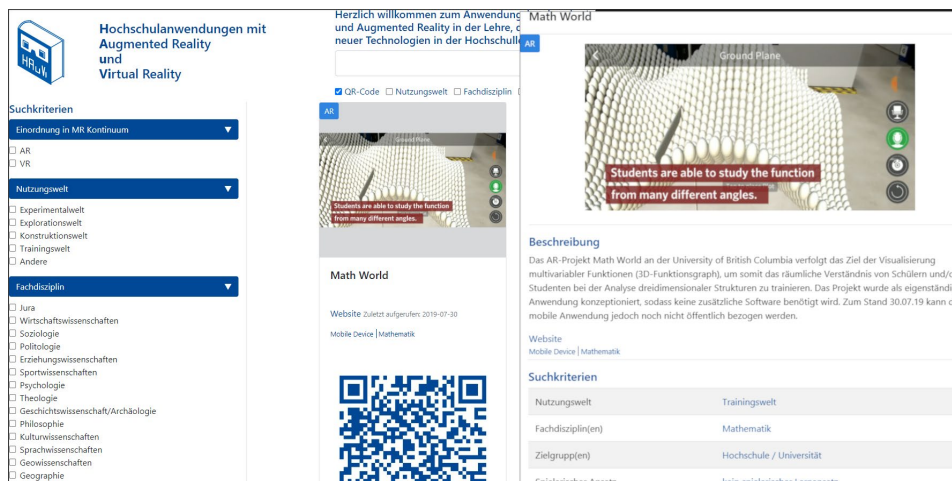 HARuVi
Hochschulanwendungen mit
Augmented Reality
und
Virtual Reality
Suchkriterien
Einordnung in MR Kontinuum
AR
VR
Nutzungswelt
Experimentalwelt
Explorationswelt
Konstruktionswelt
Trainingswelt
Andere
Fachdisziplin
Jura
Wirtschaftswissenschaften
Soziologie
Politologie
Erziehungswissenschaften
Sportwissenschaften
Psychologie
Theologie
Geschichtswissenschaft/Archäologie
Philosophie
Kulturwissenschaften
Sprachwissenschaften
Geowissenschaften
Geographie
Herzlich willkommen zum Anwendung
und Augmented Reality in der Lehre,
neuer Technologien in der Hochschull
QR-Code Nutzungswelt Fachdisziplin
AR
Ground Plane
Students are able to study the function
from many different angles.
Math World
Website Zuletzt aufgerufen: 2019-07-30
Mobile Device | Mathematik
Math World
AR
Ground Plane
Students are able to study the function
from many different angles.
Beschreibung
Das AR-Projekt Math World an der University of British Columbia verfolgt das Ziel der Visualisierung
multivariabler Funktionen (3D-Funktionsgraph), um somit das räumliche Verständnis von Schülern und/o
Studenten bei der Analyse dreidimensionaler Strukturen zu trainieren. Das Projekt wurde als eigenständi
Anwendung konzeptioniert, sodass keine zusätzliche Software benötigt wird. Zum Stand 30.07.19 kann
mobile Anwendung jedoch noch nicht öffentlich bezogen werden.
Website
Mobile Device | Mathematik
Suchkriterien
Nutzungswelt Trainingswelt
Fachdisziplin(en) Mathematik
Zielgrupp(en) Hochschule / Universität